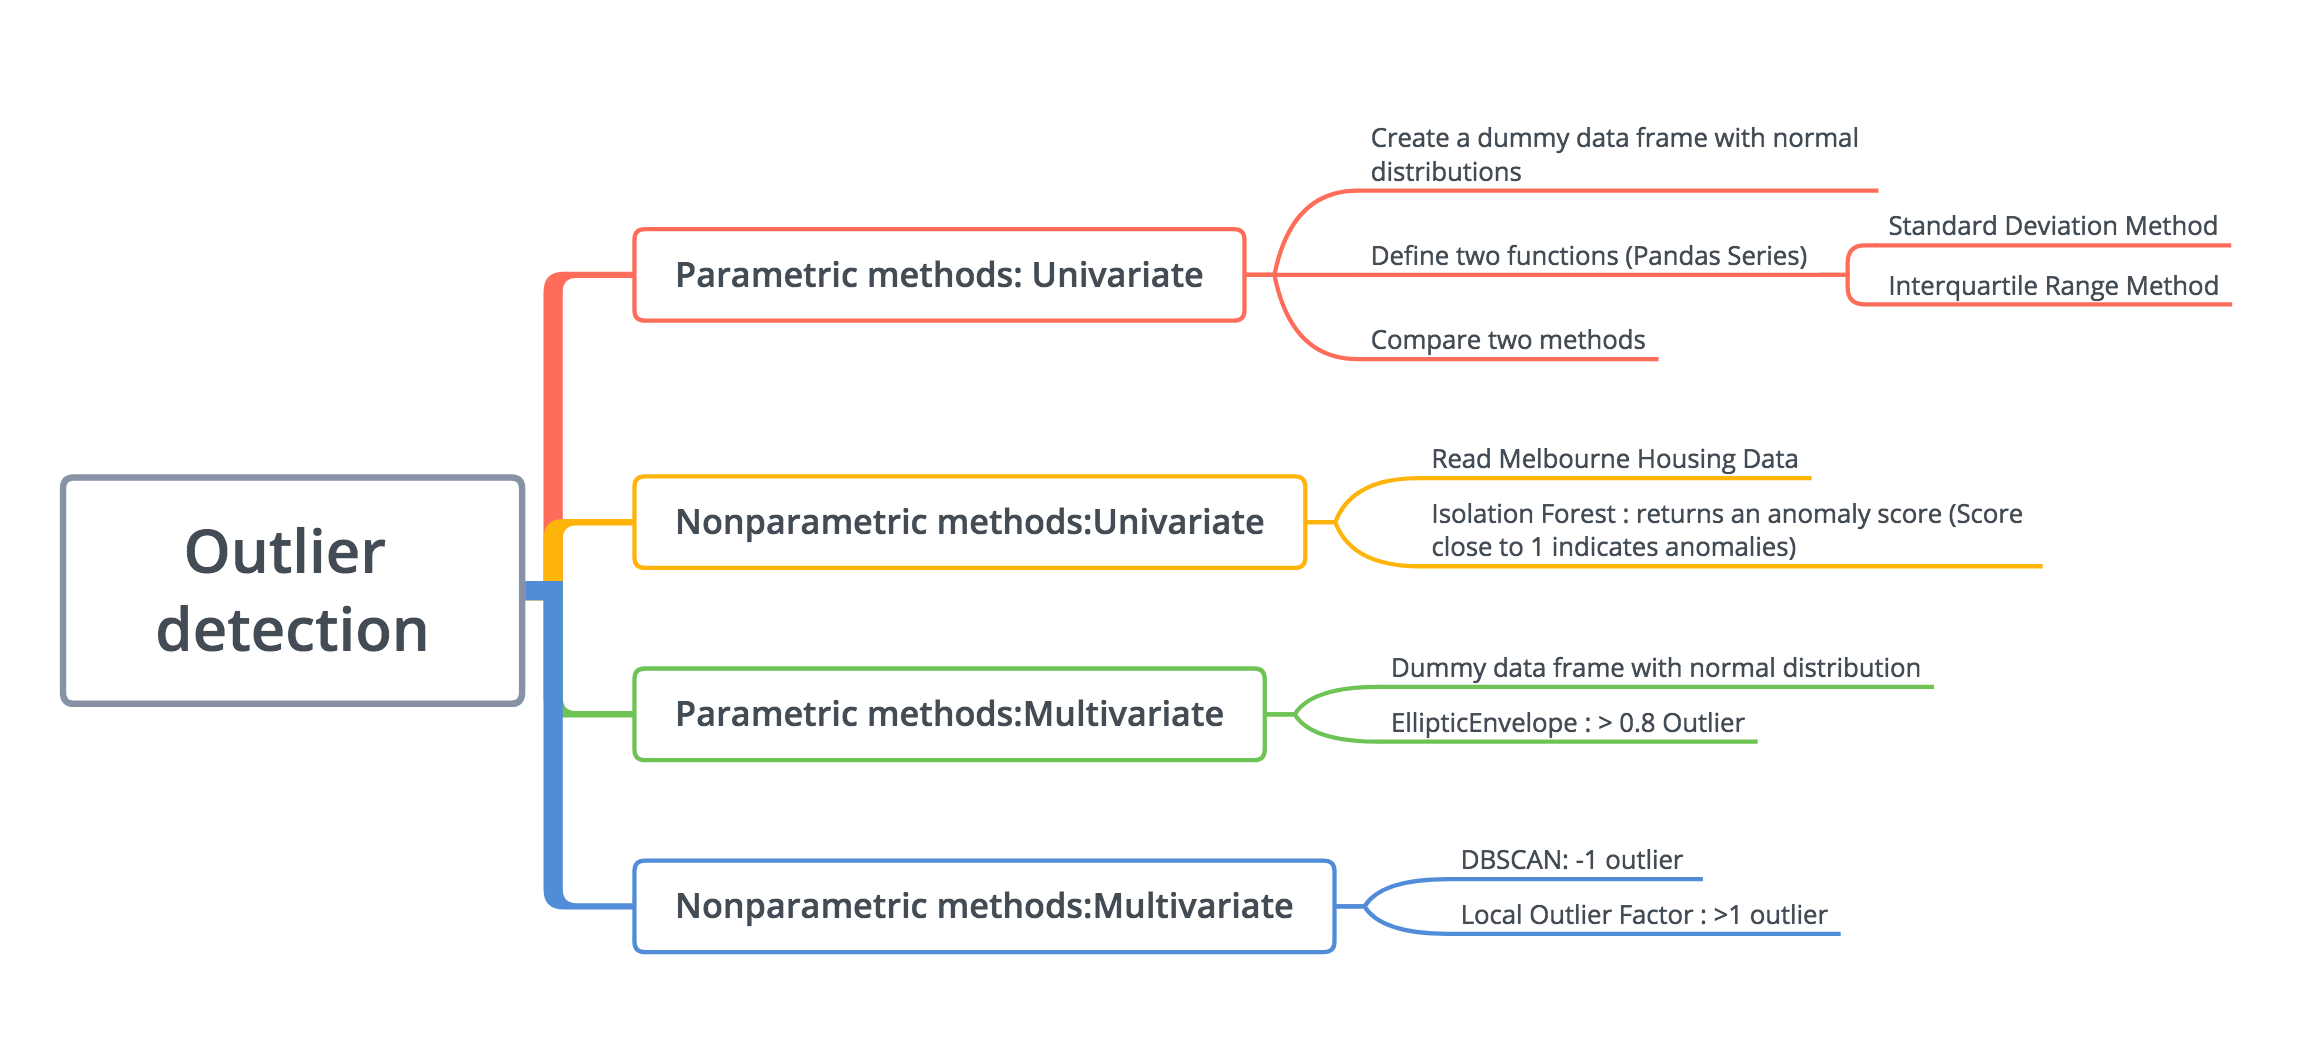 Outlier
detection
Parametric methods: Univariate
Create a dummy data frame with normal
distributions
Define two functions (Pandas Series)
Standard Deviation Method
Interquartile Range Method
Compare two methods
Nonparametric methods:Univariate
Read Melbourne Housing Data
Isolation Forest : returns an anomaly score (Score
close to 1 indicates anomalies)
Parametric methods:Multivariate
Dummy data frame with normal distribution
EllipticEnvelope : > 0.8 Outlier
Nonparametric methods:Multivariate
DBSCAN: -1 outlier
Local Outlier Factor : >1 outlier